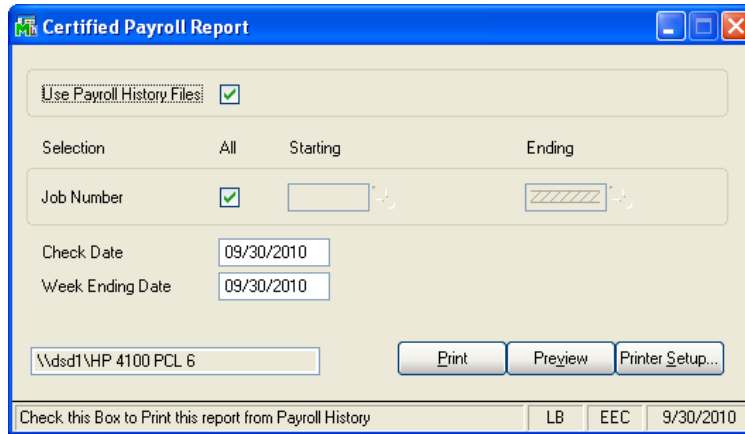 Certified Payroll Report
Use Payroll History Files
Selection All Starting Ending
Job Number ZZZZZZZ
Check Date 09/30/2010
Week Ending Date 09/30/2010
\\dsd1\HP 4100 PCL 6 Print Preview Printer Setup...
Check this Box to Print this report from Payroll History LB EEC 9/30/2010